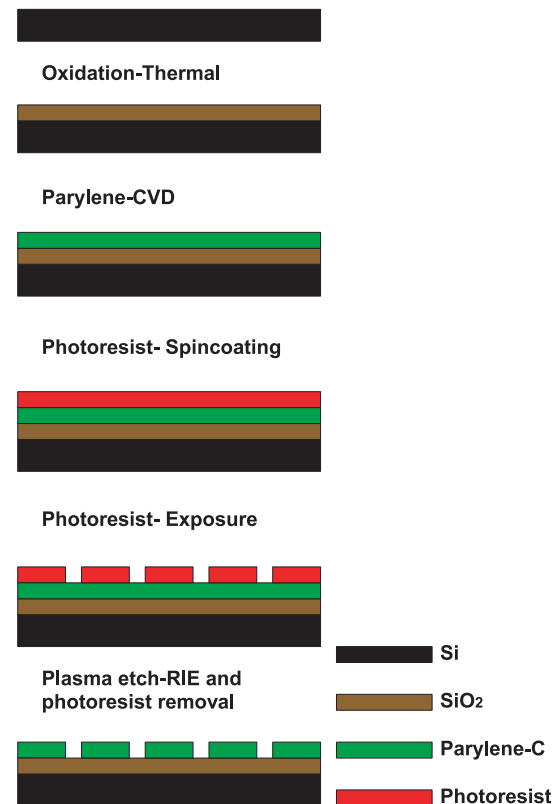 Oxidation-Thermal
Parylene-CVD
Photoresist- Spincoating
Photoresist- Exposure
Plasma etch-RIE and
photoresist removal
Si
SiO2
Parylene-C
Photoresist